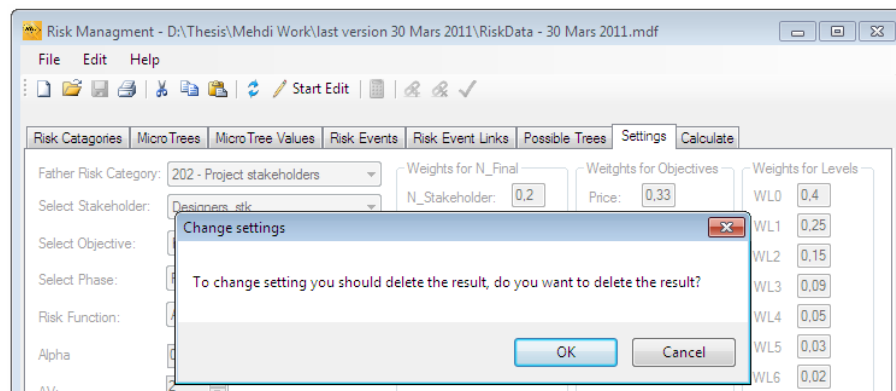 Risk Managment - D:\Thesis\Mehdi Work\last version 30 Mars 2011\RiskData - 30 Mars 2011.mdf
File Edit Help
Start Edit
Risk Catagories MicroTrees MicroTree Values Risk Events Risk Event Links Possible Trees Settings Calculate
Father Risk Category: 202 - Project stakeholders
Select Stakeholder: Designers_stk
Select Objective:
Select Phase:
Risk Function:
Alpha
Weights for N_Final
N_Stakeholder: 0,2
Weitghts for Objectives
Price: 0,33
Weights for Levels
WL0 0,4
WL1 0,25
WL2 0,15
WL3 0,09
WL4 0,05
WL5 0,03
WL6 0,02
Change settings
To change setting you should delete the result, do you want to delete the result?
OK Cancel